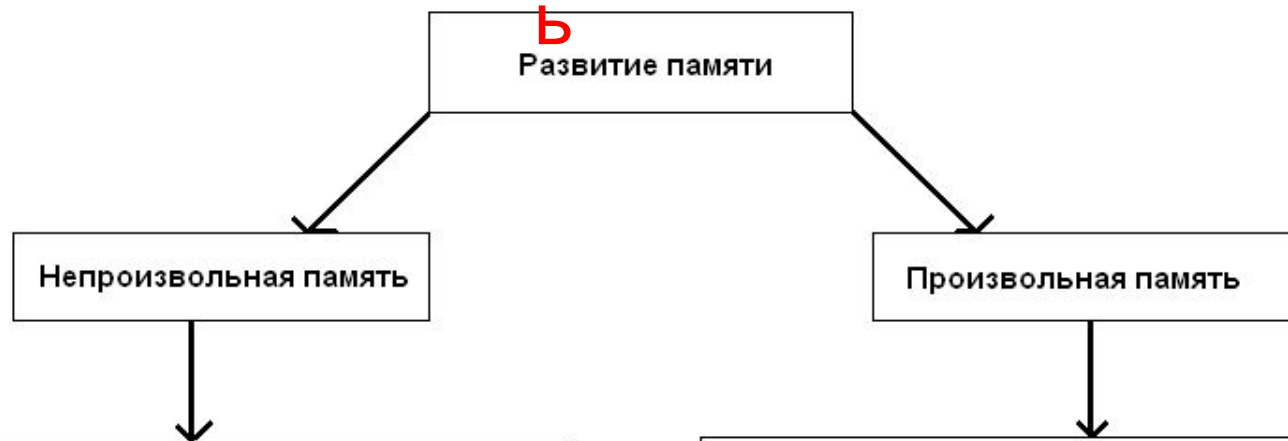 ь
Развитие памяти
Непроизвольная память
Произвольная память